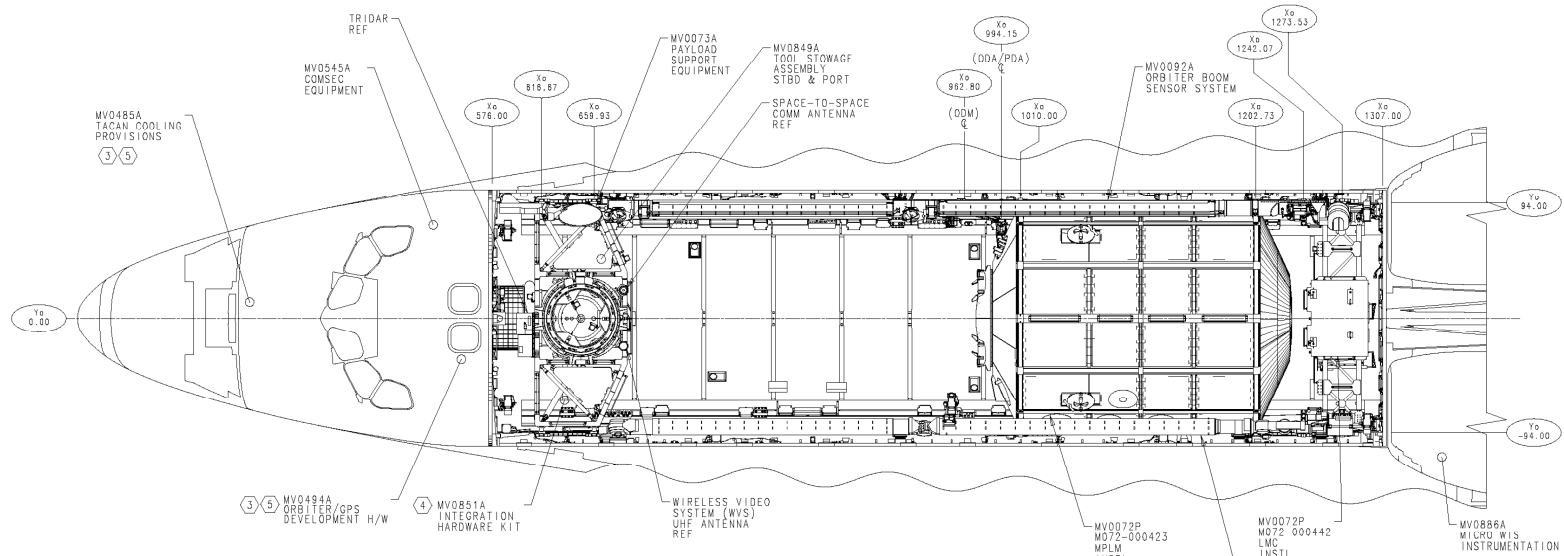 TRIDAR
REF
MV0545A
COMSEC
EQUIPMENT
MV0485A
TACAN COOLING
PROVISIONS
3 5
Xo
576.00
Xo
616.67
Xo
659.93
MV0073A
PAYLOAD
SUPPORT
EQUIPMENT
MV0849A
TOOL STOWAGE
ASSEMBLY
STBD & PORT
SPACE-TO-SPACE
COMM ANTENNA
REF
Xo
962.80
(ODM)
Xo
994.15
(ODA/PDA)
Xo
1010.00
MV0092A
ORBITER BOOM
SENSOR SYSTEM
Xo
1202.73
Xo
1242.07
Xo
1273.53
Xo
1307.00
Yo
94.00
Yo
0.00
Yo
-94.00
3 5 MV0494A
ORBITER/GPS
DEVELOPMENT H/W
4 MV0851A
INTEGRATION
HARDWARE KIT
WIRELESS VIDEO
SYSTEM (WVS)
UHF ANTENNA
REF
MV0072P
M072-000423
MPLM
MV0072P
M072 000442
LMC
INSTL
MV0886A
MICRO WIS
INSTRUMENTATION